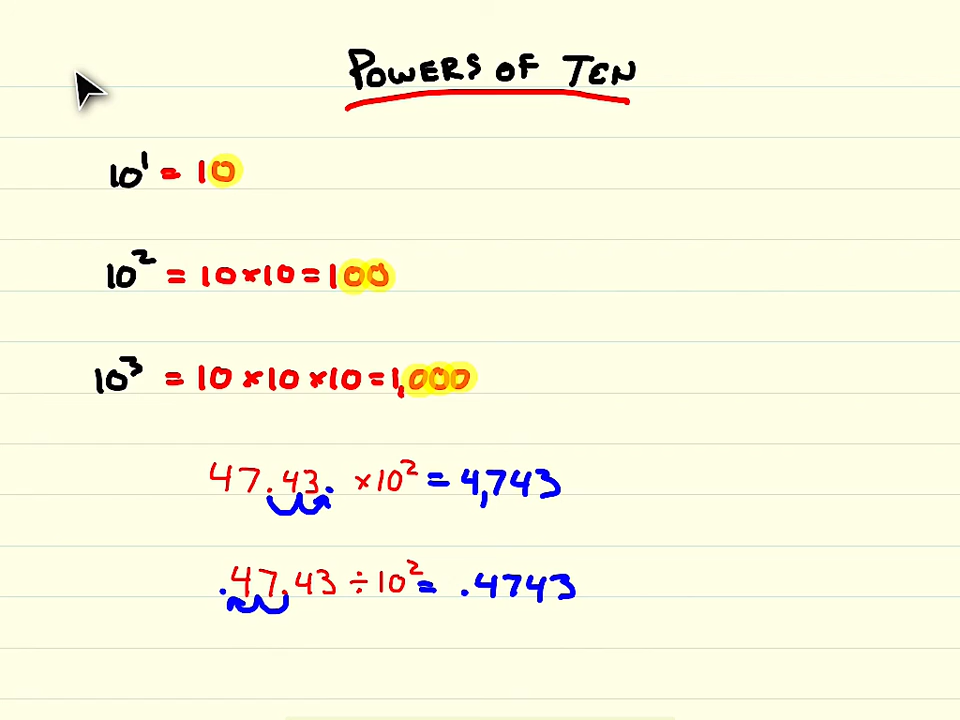 POWERS OF TEN
10¹ = 10
10² = 10×10 = 100
10³ = 10×10×10 = 1,000
47.43. ×10² = 4,743
.47.43 ÷10² = .4743